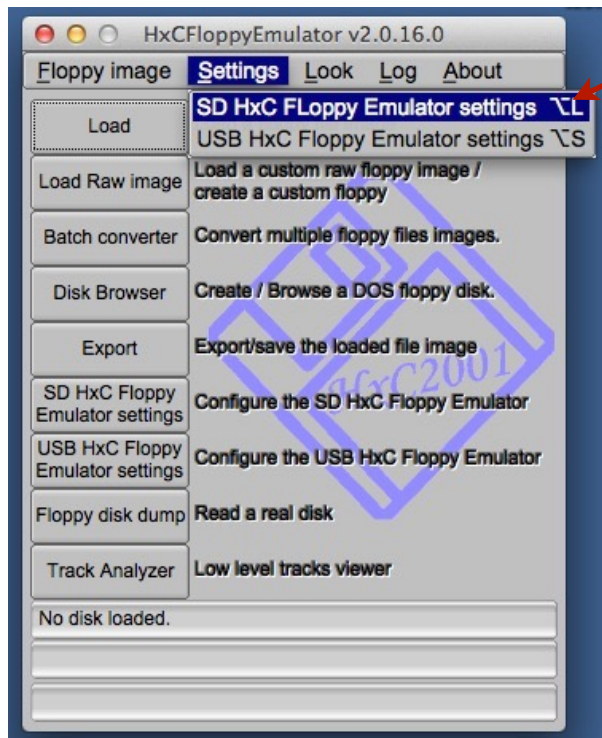 HxCFloppyEmulator v2.0.16.0
Floppy image Settings Look Log About
SD HxC FLoppy Emulator settings ⌥L
USB HxC Floppy Emulator settings ⌥S
Load
Load Raw image
Load a custom raw floppy image /
create a custom floppy
Batch converter
Convert multiple floppy files images.
Disk Browser
Create / Browse a DOS floppy disk.
Export
Export/save the loaded file image
SD HxC Floppy
Emulator settings
Configure the SD HxC Floppy Emulator
USB HxC Floppy
Emulator settings
Configure the USB HxC Floppy Emulator
Floppy disk dump
Read a real disk
Track Analyzer
Low level tracks viewer
HxC2001
No disk loaded.